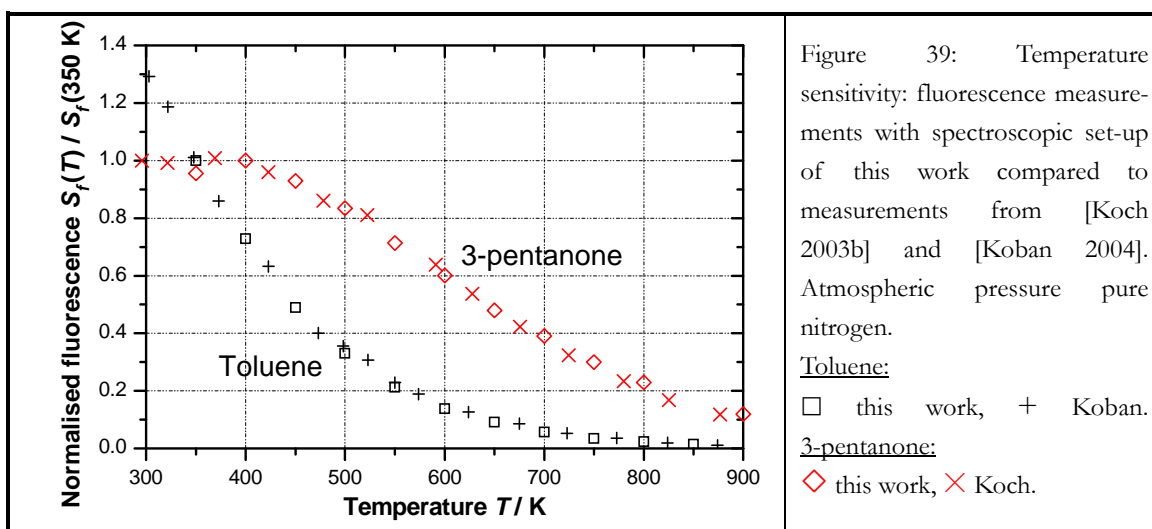 Normalised fluorescence S_f(T) / S_f(350 K)
1.4
1.2
1.0
0.8
0.6
0.4
0.2
0.0
3-pentanone
Toluene
300 400 500 600 700 800 900
Temperature T / K
Figure 39: Temperature
sensitivity: fluorescence measure-
ments with spectroscopic set-up
of this work compared to
measurements from [Koch
2003b] and [Koban 2004].
Atmospheric pressure pure
nitrogen.
Toluene:
□ this work, + Koban.
3-pentanone:
◇ this work, × Koch.